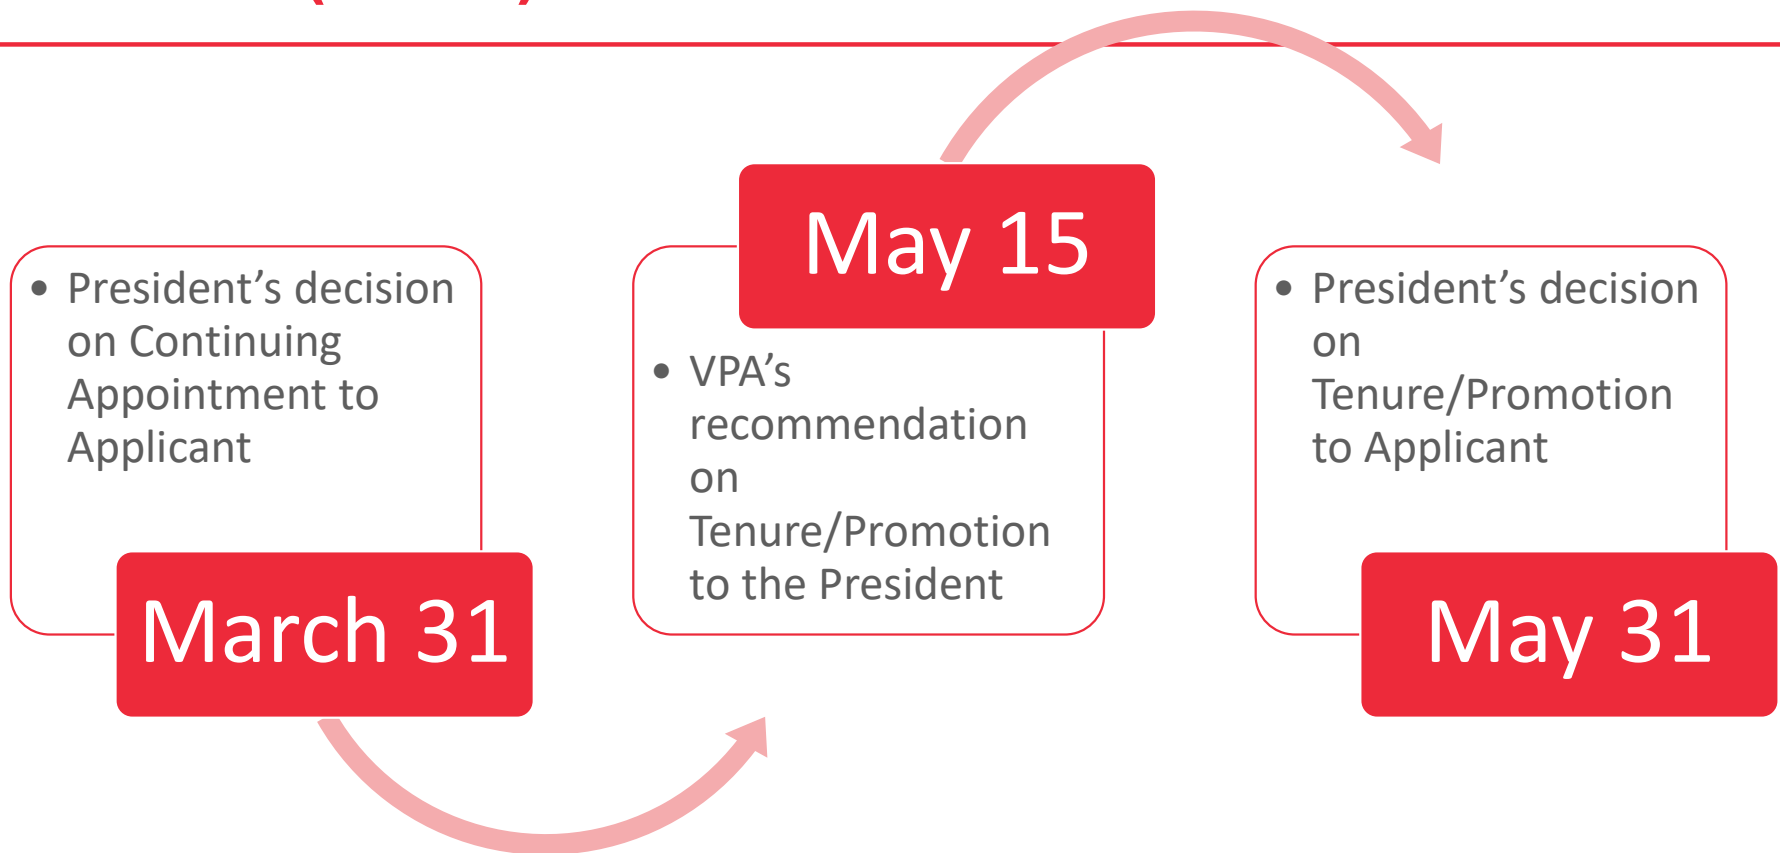 • President’s decision
on Continuing
Appointment to
Applicant
March 31
May 15
• VPA’s
recommendation
on
Tenure/Promotion
to the President
• President’s decision
on
Tenure/Promotion
to Applicant
May 31